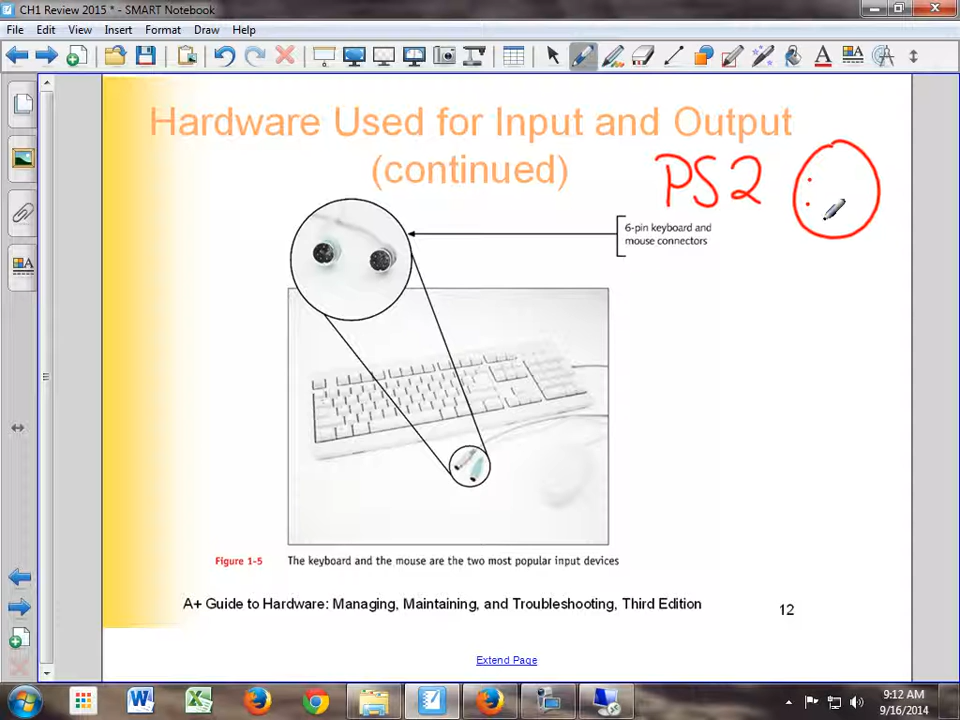 CH1 Review 2015 * - SMART Notebook
File Edit View Insert Format Draw Help
Hardware Used for Input and Output
(continued)
PS2
6-pin keyboard and
mouse connectors
Figure 1-5 The keyboard and the mouse are the two most popular input devices
A+ Guide to Hardware: Managing, Maintaining, and Troubleshooting, Third Edition
12
Extend Page
9:12 AM
9/16/2014